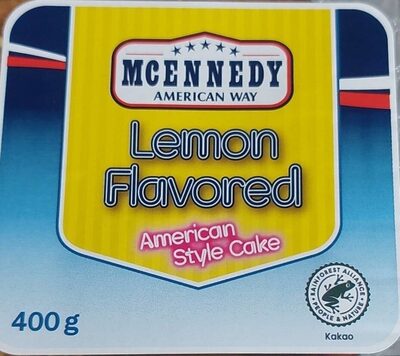 MCENNEDY
AMERICAN WAY
Lemon
Flavored
American
Style Cake
RAINFOREST ALLIANCE
PEOPLE & NATURE
400 g
Kakao